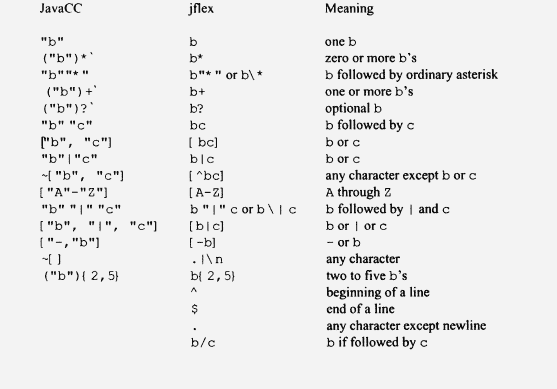 JavaCC jflex Meaning
"b" b one b
("b")*` b* zero or more b's
"b""*" b"*" or b\* b followed by ordinary asterisk
("b")+` b+ one or more b's
("b")?` b? optional b
"b" "c" bc b followed by c
["b", "c"] [bc] b or c
"b"|"c" b|c b or c
~["b", "c"] [^bc] any character except b or c
["A"-"Z"] [A-Z] A through Z
"b" "|" "c" b "|" c or b\|c b followed by | and c
["b", "|", "c"] [b|c] b or | or c
["-,"b"] [-b] – or b
~[] .|\n any character
("b"){2,5} b{2,5} two to five b's
^ beginning of a line
$ end of a line
. any character except newline
b/c b if followed by c